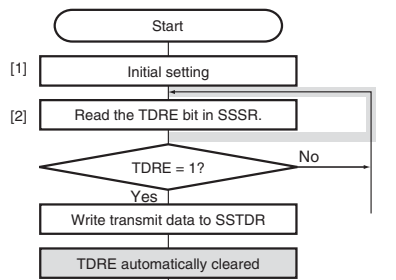 Start
[1]
Initial setting
[2]
Read the TDRE bit in SSSR.
TDRE = 1?
No
Yes
Write transmit data to SSTDR
TDRE automatically cleared